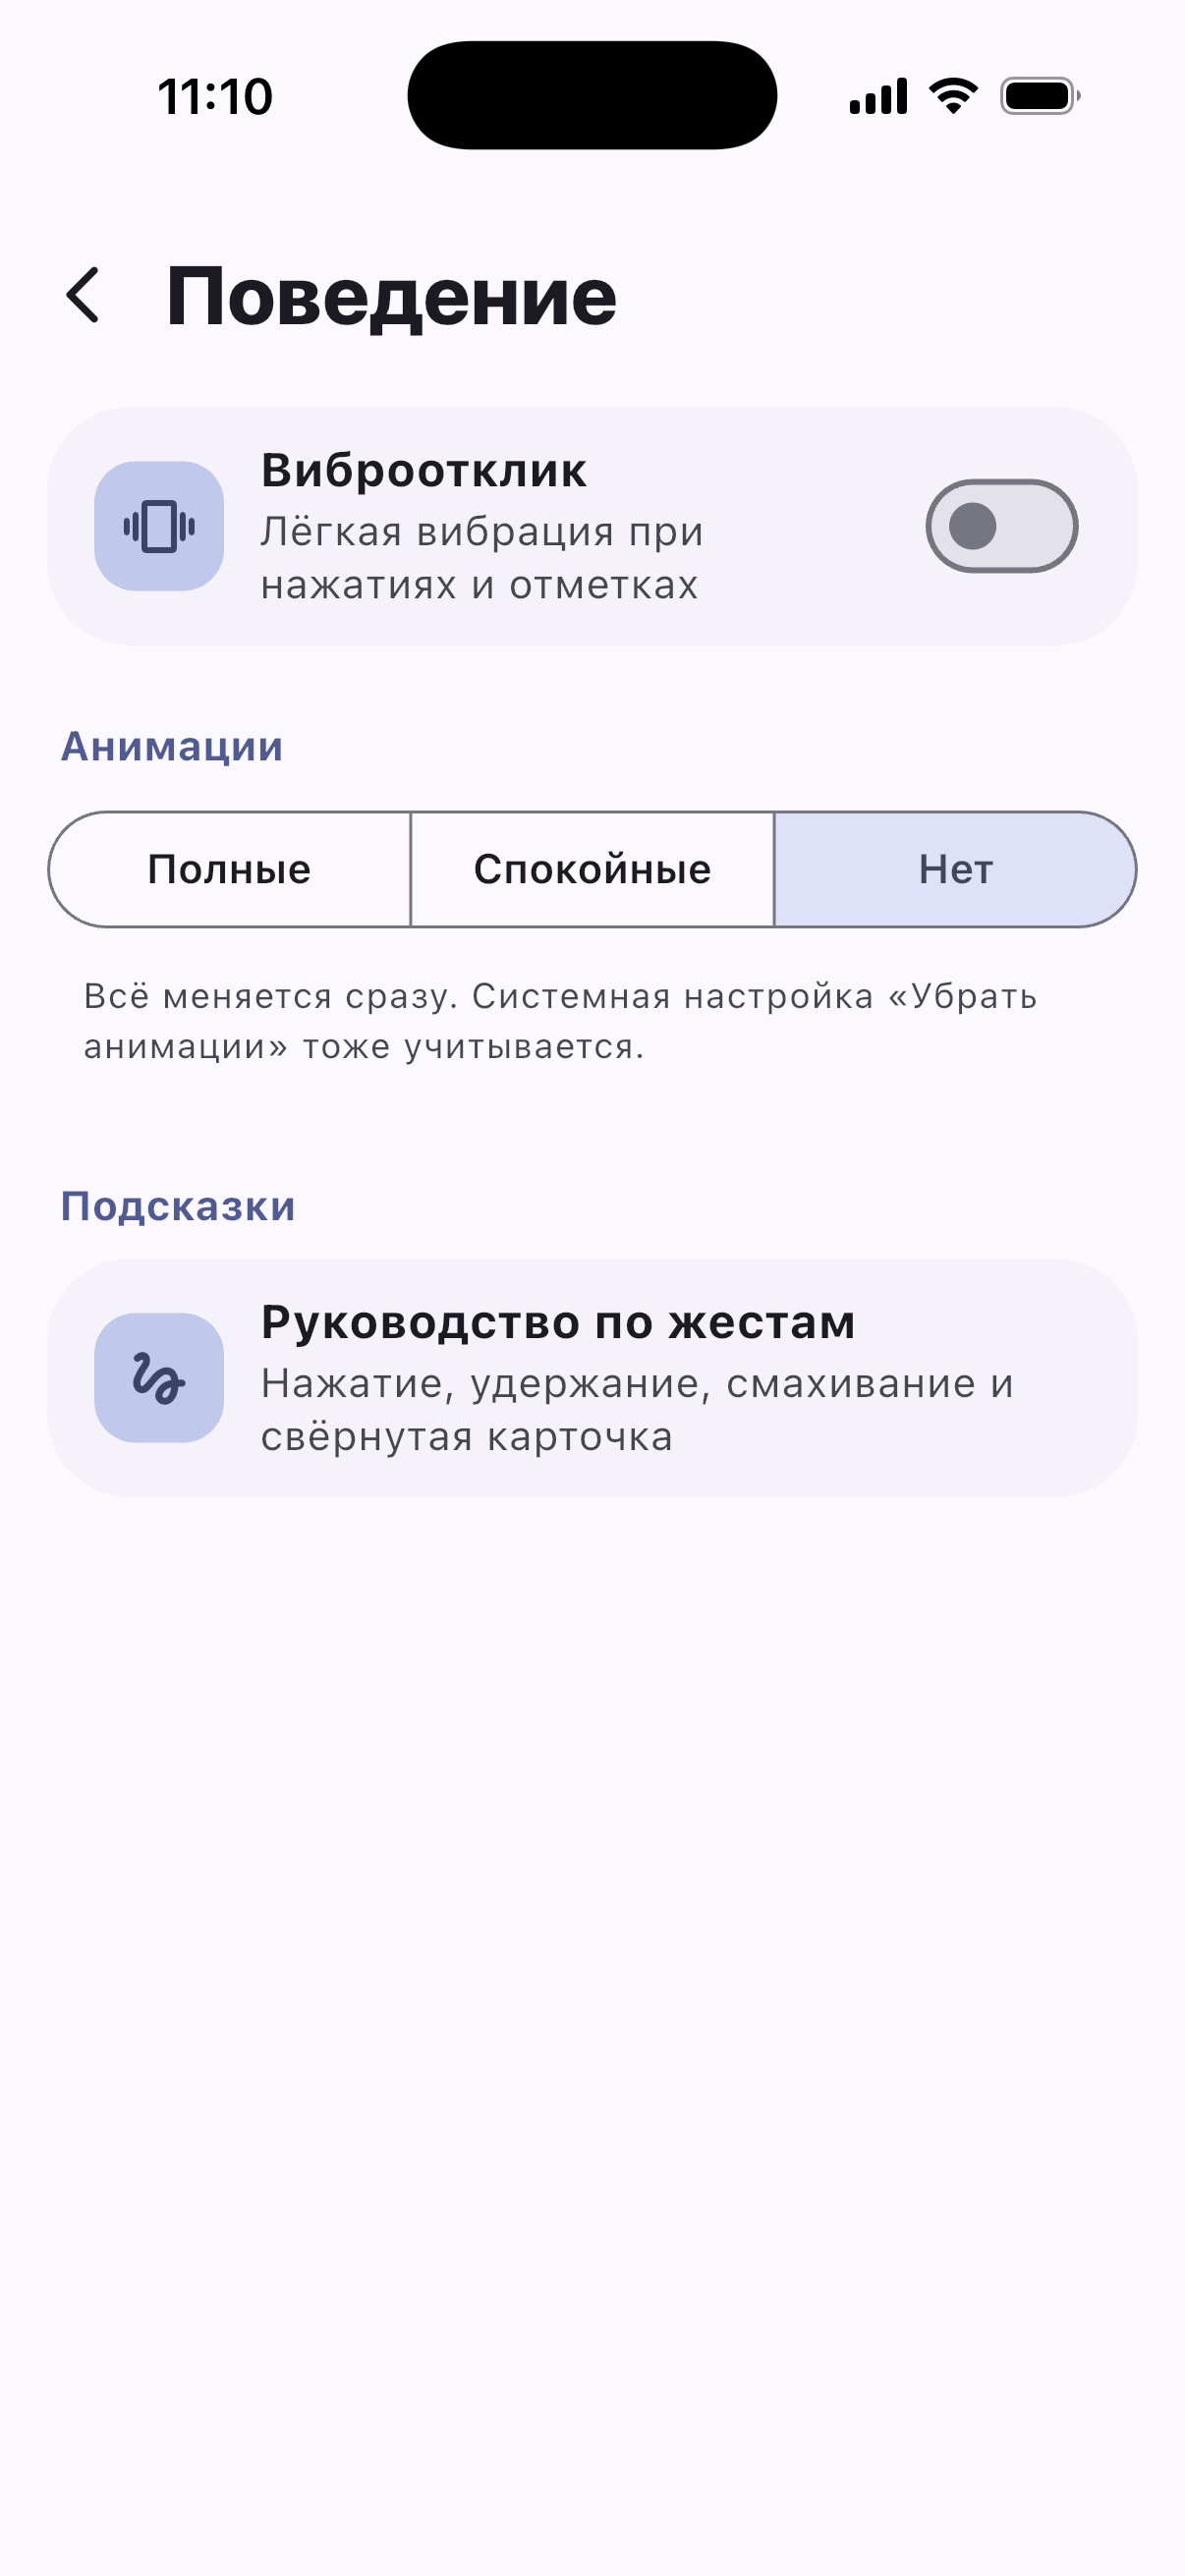 11:10
Поведение
Виброотклик
Лёгкая вибрация при
нажатиях и отметках
Анимации
Полные
Спокойные
Нет
Всё меняется сразу. Системная настройка «Убрать
анимации» тоже учитывается.
Подсказки
Руководство по жестам
Нажатие, удержание, смахивание и
свёрнутая карточка